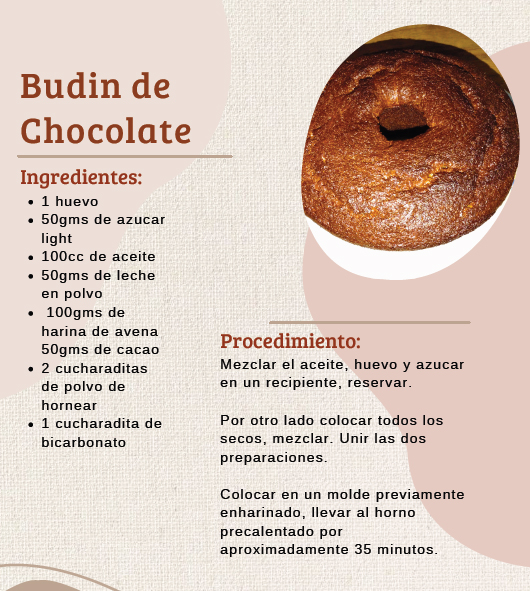 Budin de
Chocolate
Ingredientes:
• 1 huevo
• 50gms de azucar
light
• 100cc de aceite
• 50gms de leche
en polvo
• 100gms de
harina de avena
50gms de cacao
• 2 cucharaditas
de polvo de
hornear
• 1 cucharadita de
bicarbonato
Procedimiento:
Mezclar el aceite, huevo y azucar
en un recipiente, reservar.
Por otro lado colocar todos los
secos, mezclar. Unir las dos
preparaciones.
Colocar en un molde previamente
enharinado, llevar al horno
precalentado por
aproximadamente 35 minutos.